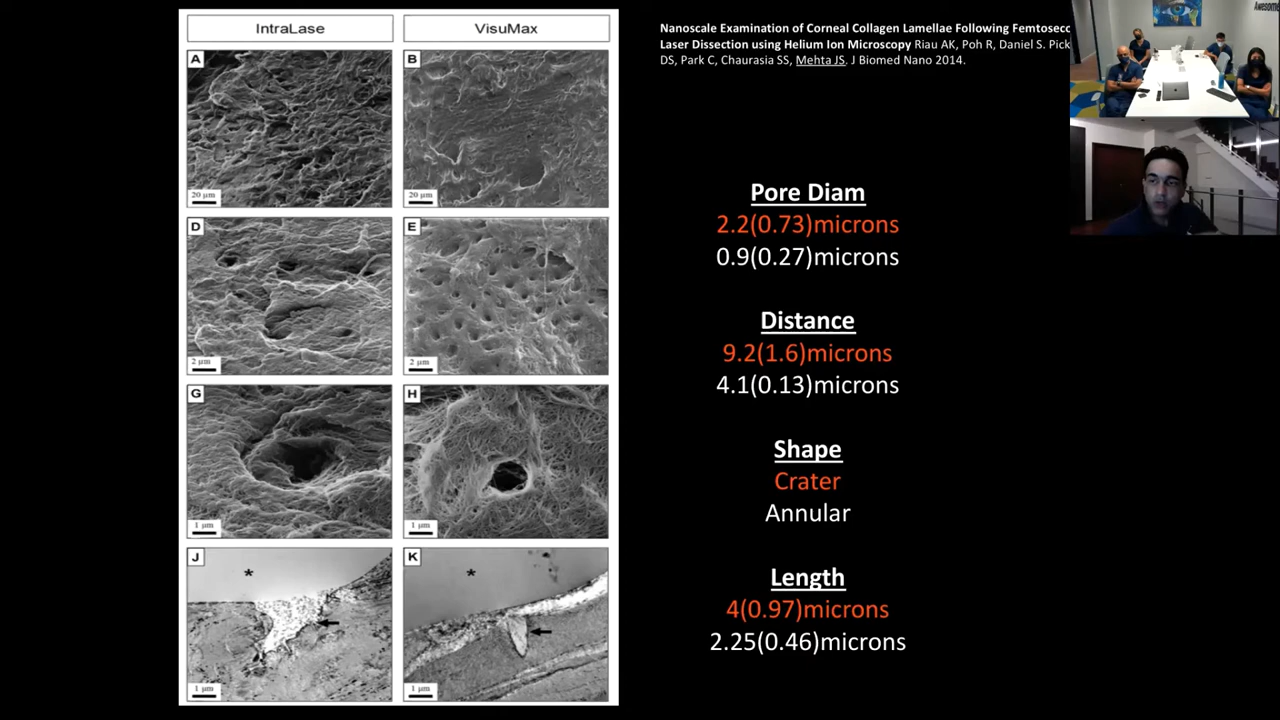 IntraLase
VisuMax
A
20 µm
B
20 µm
D
2 µm
E
2 µm
G
1 µm
H
1 µm
J
*
1 µm
K
*
1 µm
Nanoscale Examination of Corneal Collagen Lamellae Following Femtosecc
Laser Dissection using Helium Ion Microscopy Riau AK, Poh R, Daniel S. Pick
DS, Park C, Chaurasia SS, Mehta JS. J Biomed Nano 2014.
Awesome
Pore Diam
2.2(0.73)microns
0.9(0.27)microns
Distance
9.2(1.6)microns
4.1(0.13)microns
Shape
Crater
Annular
Length
4(0.97)microns
2.25(0.46)microns